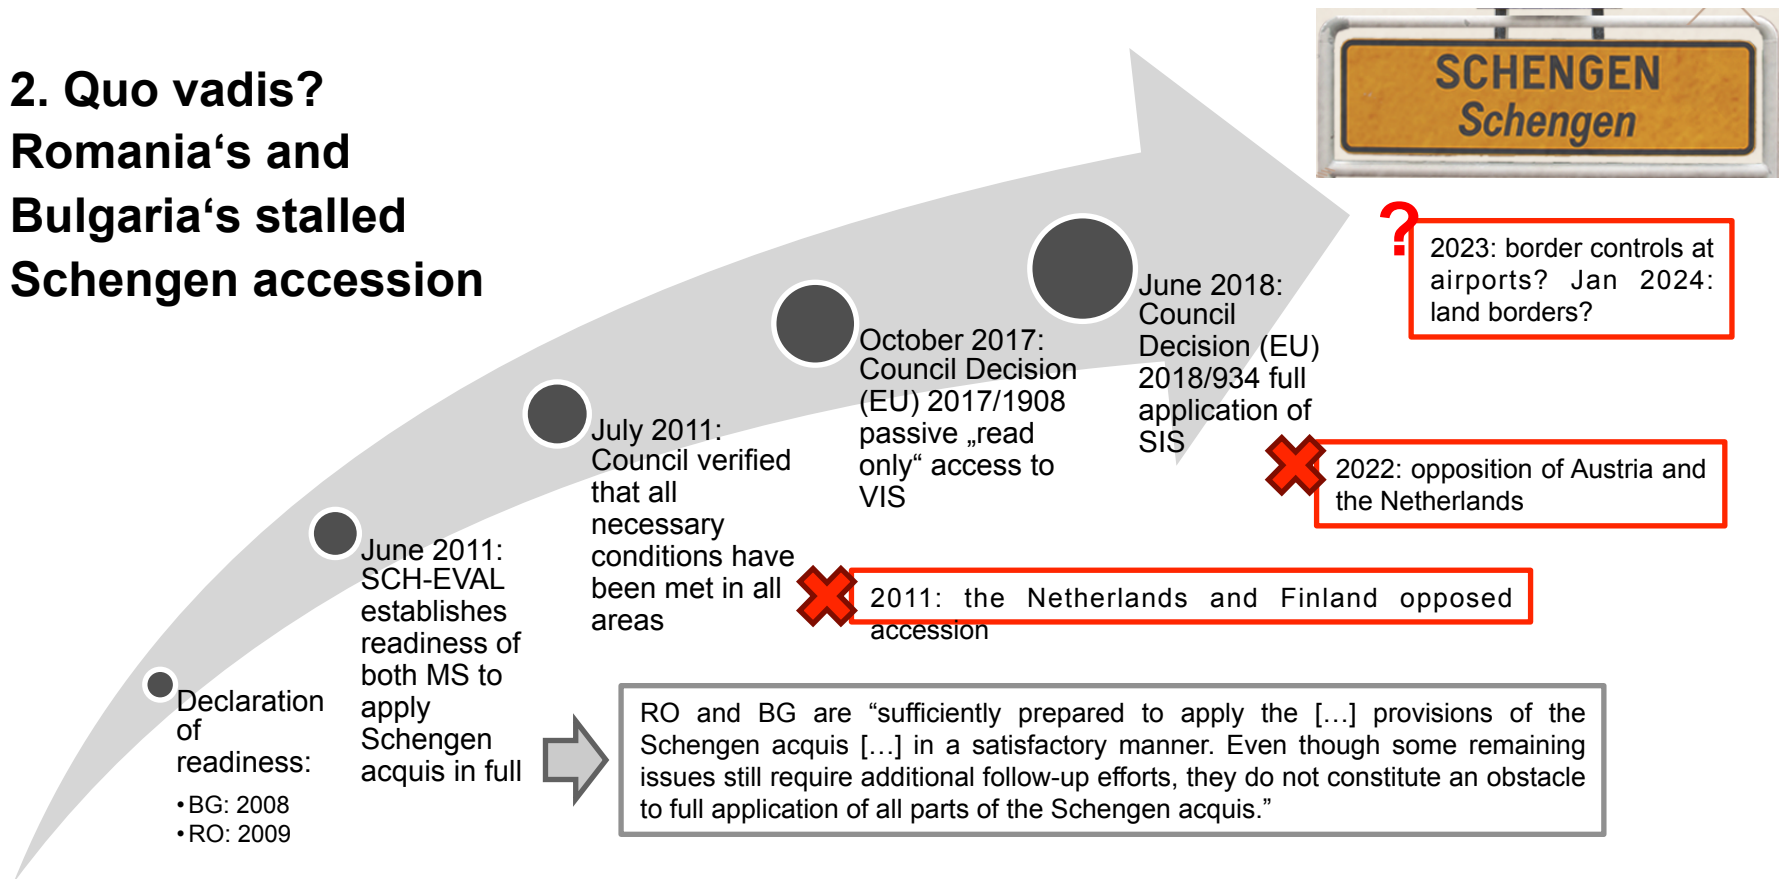 2. Quo vadis?
Romania‘s and
Bulgaria‘s stalled
Schengen accession
SCHENGEN
Schengen
?
2023: border controls at
airports? Jan 2024:
land borders?
June 2018:
Council
Decision (EU)
2018/934 full
application of
SIS
October 2017:
Council Decision
(EU) 2017/1908
passive „read
only“ access to
VIS
2022: opposition of Austria and
the Netherlands
July 2011:
Council verified
that all
necessary
conditions have
been met in all
areas
2011: the Netherlands and Finland opposed
accession
June 2011:
SCH-EVAL
establishes
readiness of
both MS to
apply
Schengen
acquis in full
Declaration
of
readiness:
• BG: 2008
• RO: 2009
RO and BG are “sufficiently prepared to apply the […] provisions of the
Schengen acquis […] in a satisfactory manner. Even though some remaining
issues still require additional follow-up efforts, they do not constitute an obstacle
to full application of all parts of the Schengen acquis.”